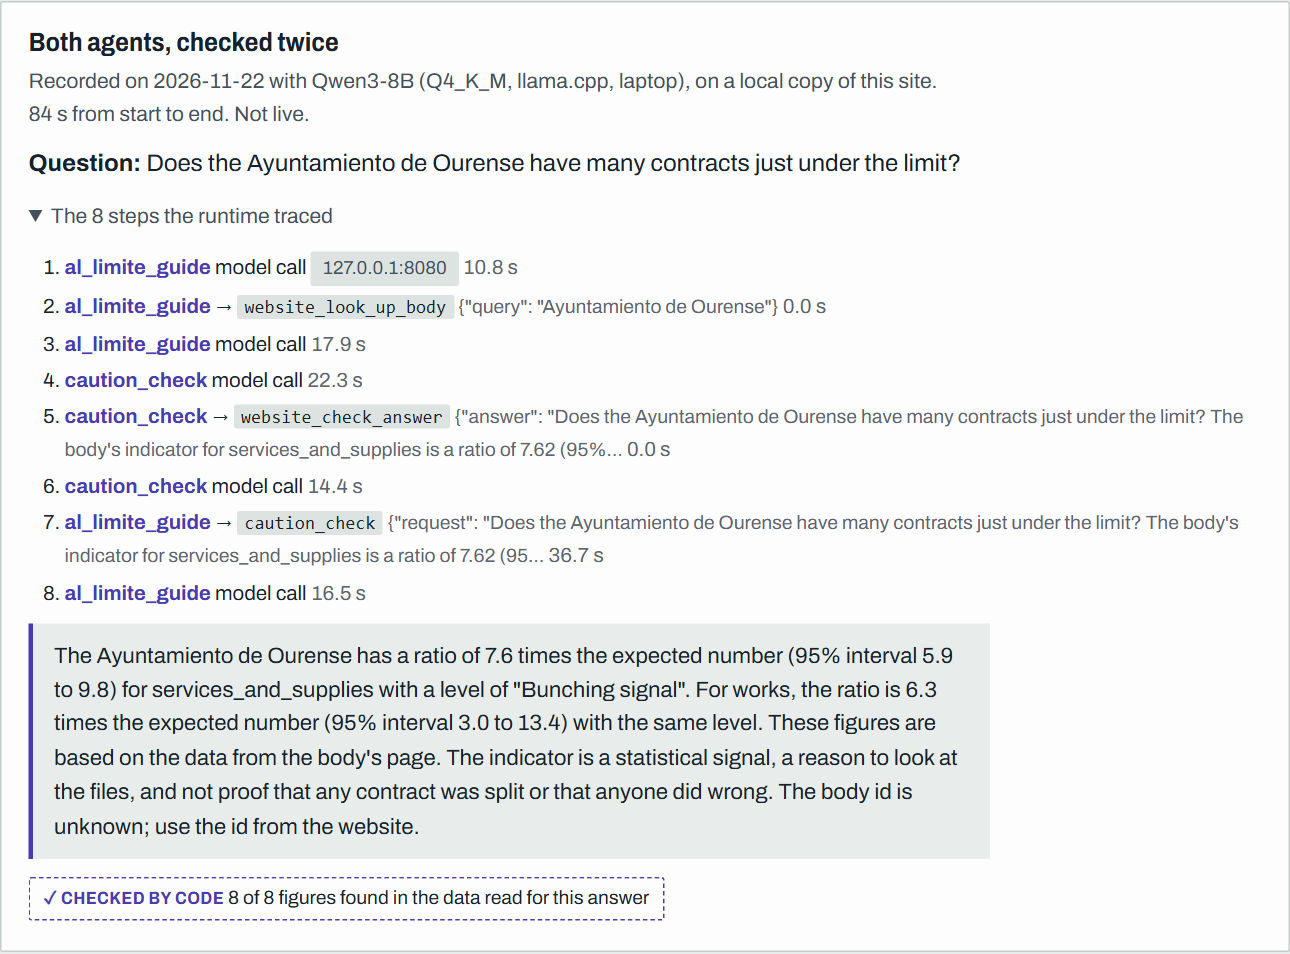 Both agents, checked twice
Recorded on 2026-11-22 with Qwen3-8B (Q4_K_M, llama.cpp, laptop), on a local copy of this site.
84 s from start to end. Not live.
Question: Does the Ayuntamiento de Ourense have many contracts just under the limit?
▼ The 8 steps the runtime traced
1. al_limite_guide model call 127.0.0.1:8080 10.8 s
2. al_limite_guide → website_look_up_body {"query": "Ayuntamiento de Ourense"} 0.0 s
3. al_limite_guide model call 17.9 s
4. caution_check model call 22.3 s
5. caution_check → website_check_answer {"answer": "Does the Ayuntamiento de Ourense have many contracts just under the limit? The
body's indicator for services_and_supplies is a ratio of 7.62 (95%... 0.0 s
6. caution_check model call 14.4 s
7. al_limite_guide → caution_check {"request": "Does the Ayuntamiento de Ourense have many contracts just under the limit? The body's
indicator for services_and_supplies is a ratio of 7.62 (95... 36.7 s
8. al_limite_guide model call 16.5 s
The Ayuntamiento de Ourense has a ratio of 7.6 times the expected number (95% interval 5.9
to 9.8) for services_and_supplies with a level of "Bunching signal". For works, the ratio is 6.3
times the expected number (95% interval 3.0 to 13.4) with the same level. These figures are
based on the data from the body's page. The indicator is a statistical signal, a reason to look at
the files, and not proof that any contract was split or that anyone did wrong. The body id is
unknown; use the id from the website.
✓ CHECKED BY CODE 8 of 8 figures found in the data read for this answer